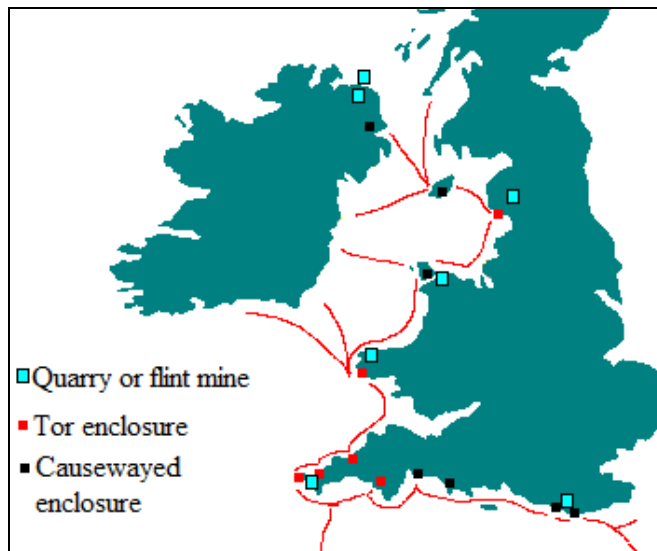 Quarry or flint mine
Tor enclosure
Causewayed
enclosure